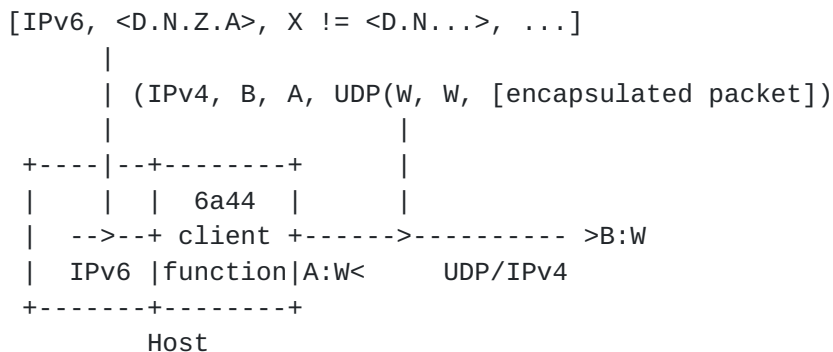 [IPv6, <D.N.Z.A>, X != <D.N...>, ...]
|
| (IPv4, B, A, UDP(W, W, [encapsulated packet])
| |
+----|--+--------+ |
| | | 6a44 | |
| -->--+ client +------>---------- >B:W
| IPv6 |function|A:W< UDP/IPv4
+-------+--------+
Host